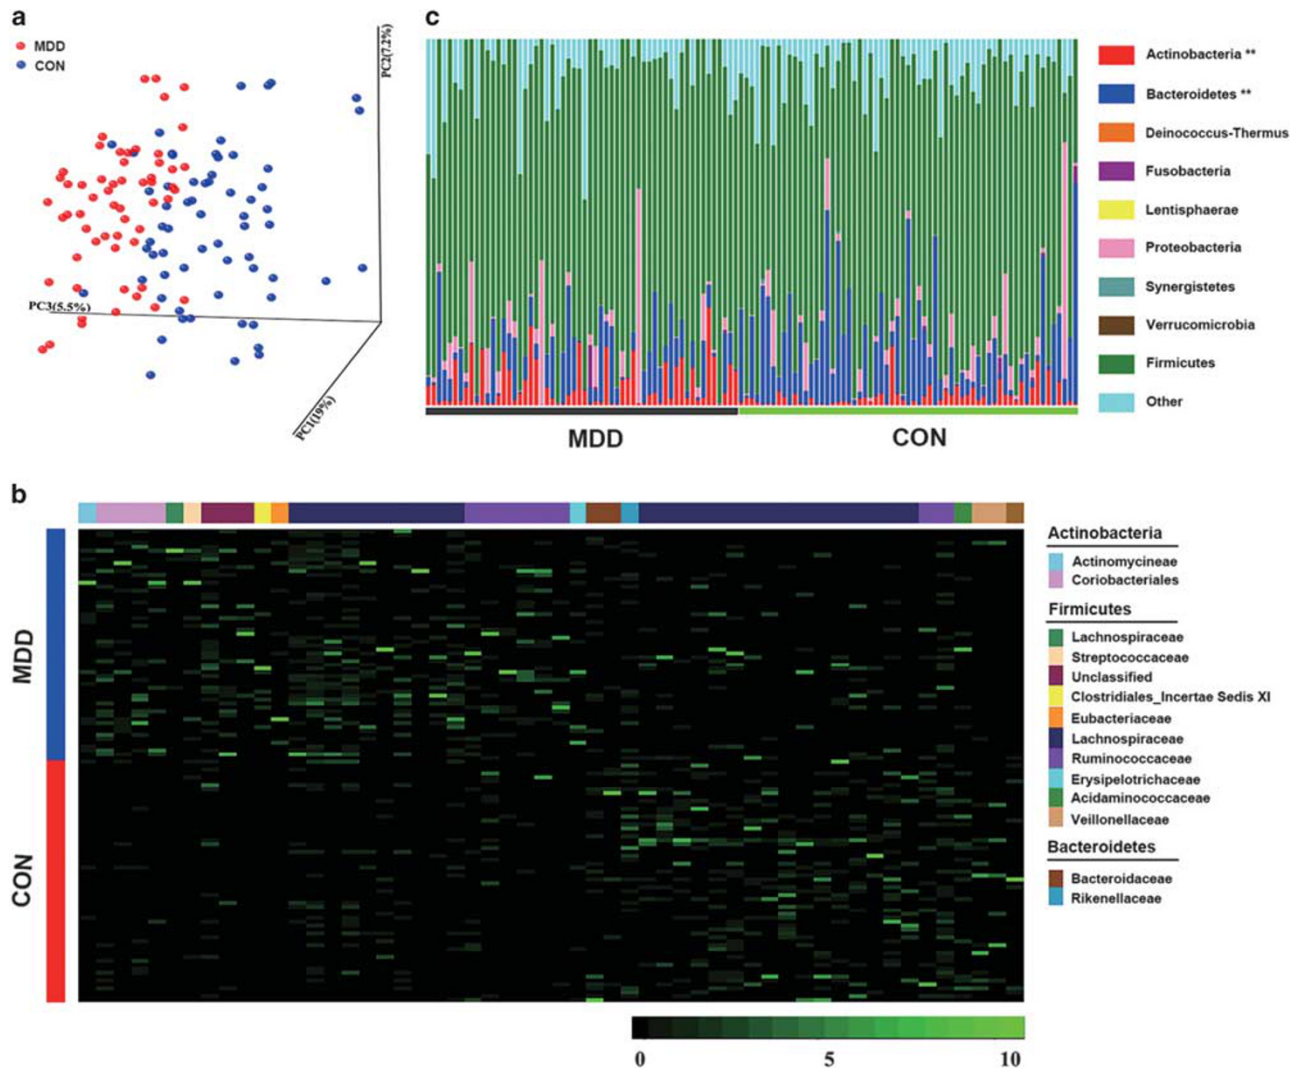 a
MDD
CON
PC2(7.2%)
PC3(5.5%)
PC1(19%)
c
Actinobacteria **
Bacteroidetes **
Deinococcus-Thermus
Fusobacteria
Lentisphaerae
Proteobacteria
Synergistetes
Verrucomicrobia
Firmicutes
Other
MDD
CON
b
MDD
CON
Actinobacteria
Actinomycineae
Coriobacteriales
Firmicutes
Lachnospiraceae
Streptococcaceae
Unclassified
Clostridiales_Incertae Sedis XI
Eubacteriaceae
Lachnospiraceae
Ruminococcaceae
Erysipelotrichaceae
Acidaminococcaceae
Veillonellaceae
Bacteroidetes
Bacteroidaceae
Rikenellaceae
0 5 10